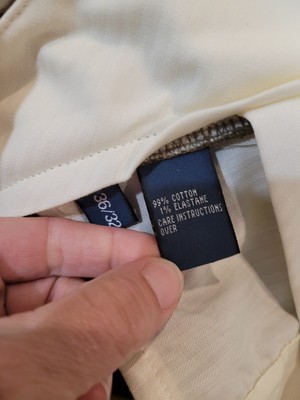 36/32
99% COTTON
1% ELASTANE
CARE INSTRUCTIONS
OVER